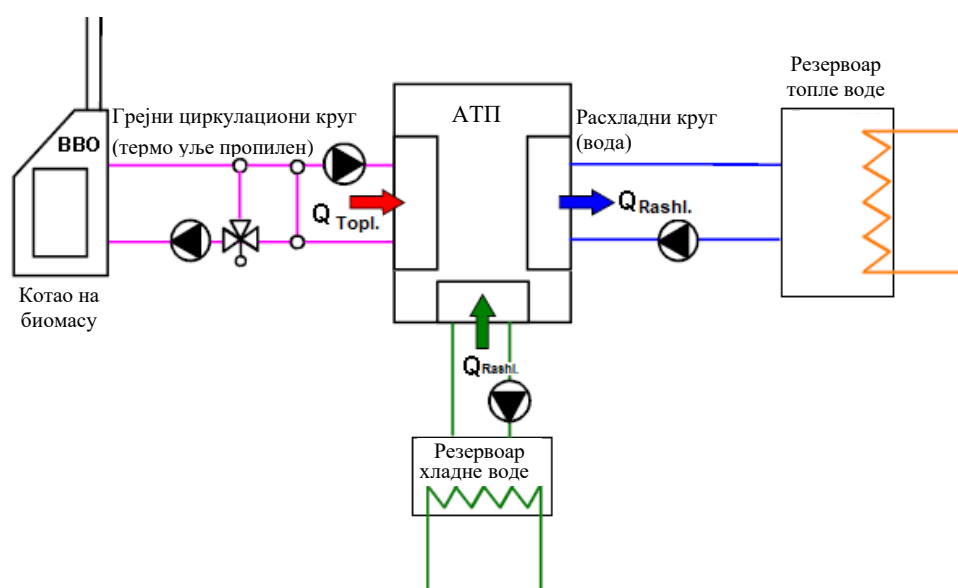 Резервоар
топле воде
Грејни циркулациони круг
(термо уље пропилен)
АТП
Расхладни круг
(вода)
BBO
Q Topl.
Q Rashl.
Котао на
биомасу
Q Rashl.
Резервоар
хладне воде